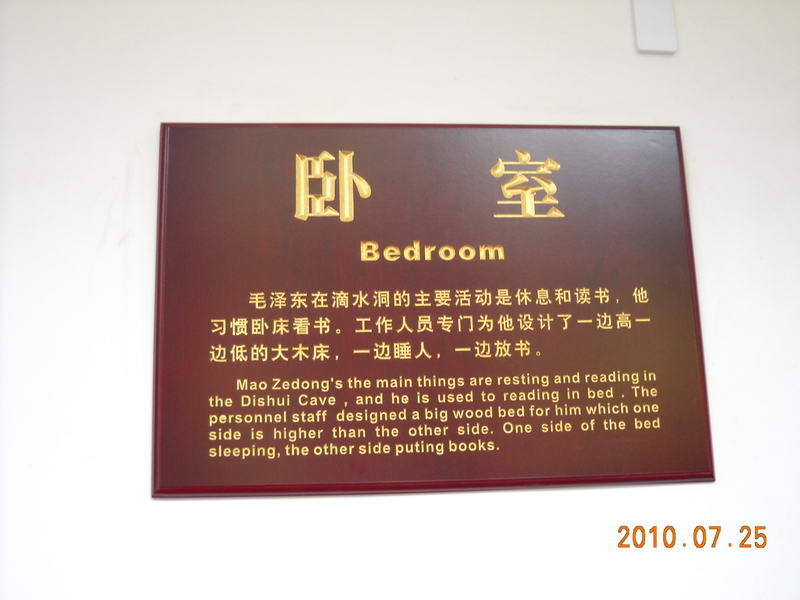 卧 室
Bedroom
毛泽东在滴水洞的主要活动是休息和读书，他
习惯卧床看书。工作人员专门为他设计了一边高一
边低的大木床，一边睡人，一边放书。
Mao Zedong's the main things are resting and reading in
the Dishui Cave , and he is used to reading in bed . The
personnel staff designed a big wood bed for him which one
side is higher than the other side. One side of the bed
sleeping, the other side puting books.
2010.07.25